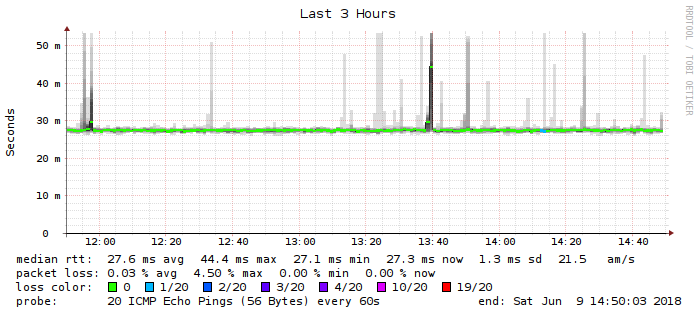 Last 3 Hours
RRDTOOL / TOBI OETIKER
Seconds
50 m
40 m
30 m
20 m
10 m
0
12:00 12:20 12:40 13:00 13:20 13:40 14:00 14:20 14:40
median rtt: 27.6 ms avg 44.4 ms max 27.1 ms min 27.3 ms now 1.3 ms sd 21.5 am/s
packet loss: 0.03 % avg 4.50 % max 0.00 % min 0.00 % now
loss color: 0 1/20 2/20 3/20 4/20 10/20 19/20
probe: 20 ICMP Echo Pings (56 Bytes) every 60s end: Sat Jun 9 14:50:03 2018